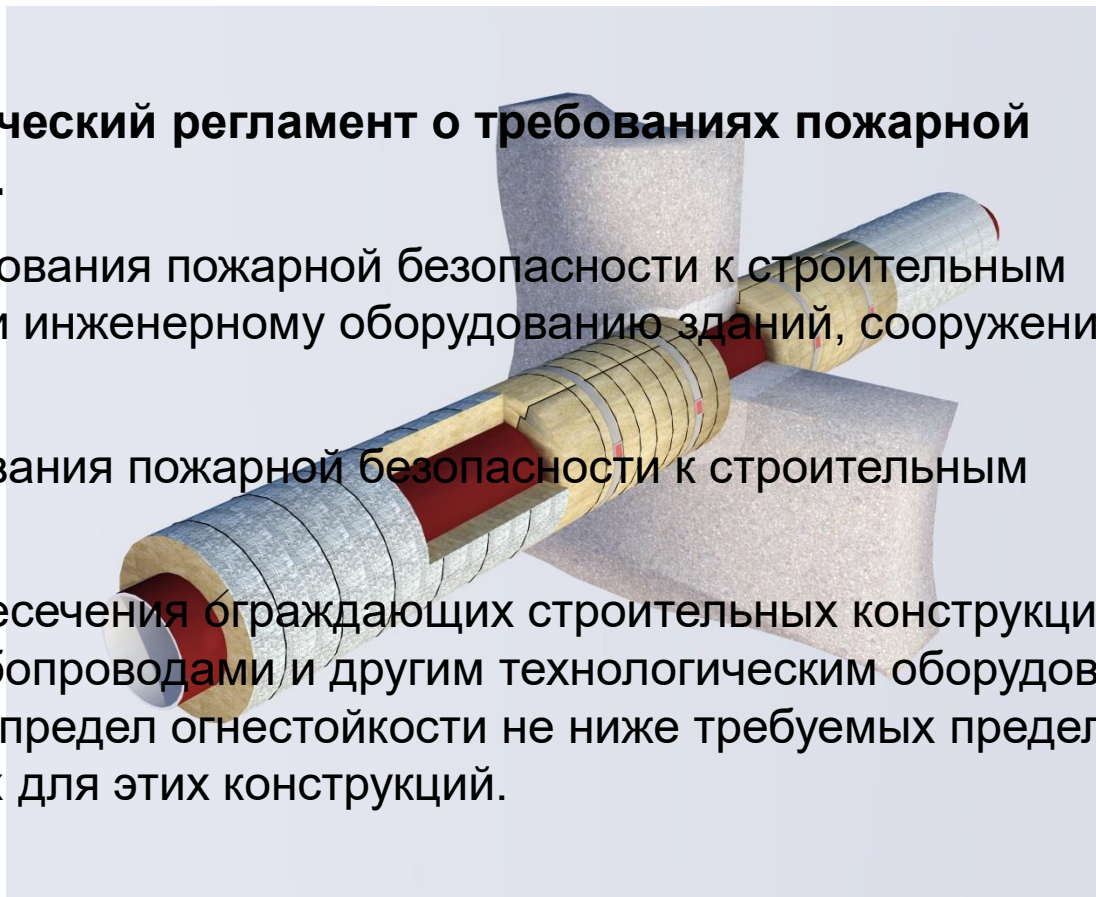 ческий регламент о требованиях пожарной
.
ования пожарной безопасности к строительным
и инженерному оборудованию зданий, сооружени
вания пожарной безопасности к строительным
есечения ограждающих строительных конструкци
бопроводами и другим технологическим оборудов
предел огнестойкости не ниже требуемых предел
х для этих конструкций.